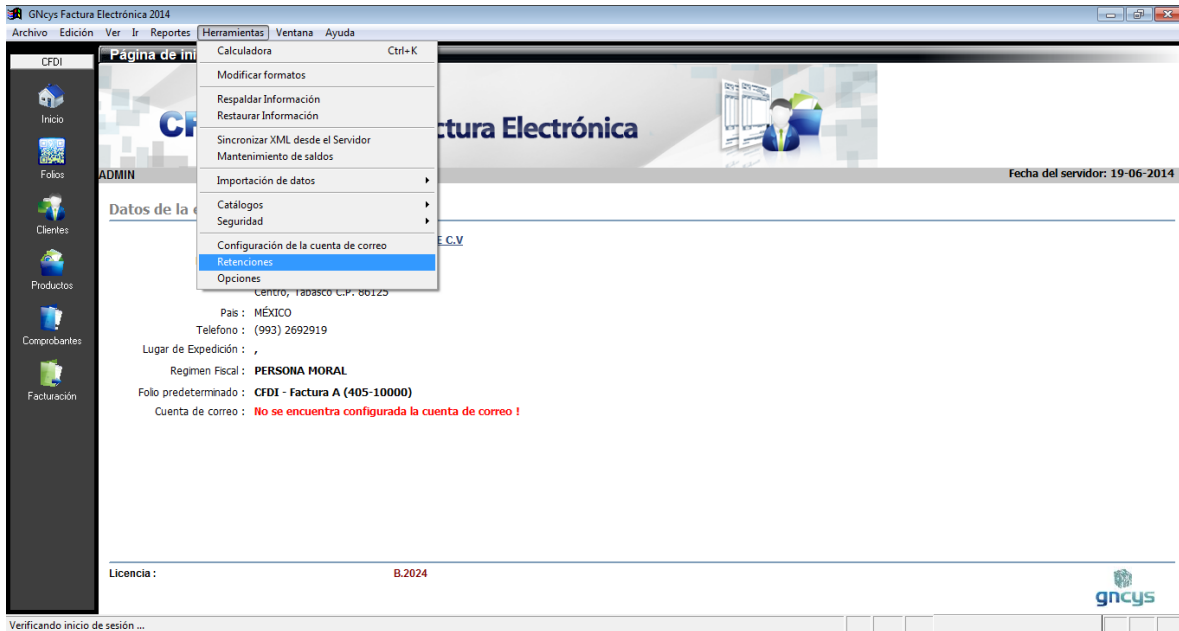 GNcys Factura Electrónica 2014
Archivo Edición Ver Ir Reportes Herramientas Ventana Ayuda
CFDI
Página de ini
Calculadora Ctrl+K
Modificar formatos
Respaldar Información
Restaurar Información
Sincronizar XML desde el Servidor
Mantenimiento de saldos
Importación de datos
Catálogos
Seguridad
Configuración de la cuenta de correo
Retenciones
Opciones
Inicio
Folios
Clientes
Productos
Comprobantes
Facturación
CF
ctura Electrónica
ADMIN Fecha del servidor: 19-06-2014
Datos de la e
E C.V
Centro, Tabasco C.P. 86125
Pais : MÉXICO
Telefono : (993) 2692919
Lugar de Expedición : ,
Regimen Fiscal : PERSONA MORAL
Folio predeterminado : CFDI - Factura A (405-10000)
Cuenta de correo : No se encuentra configurada la cuenta de correo !
Licencia : B.2024
gncys
Verificando inicio de sesión ...